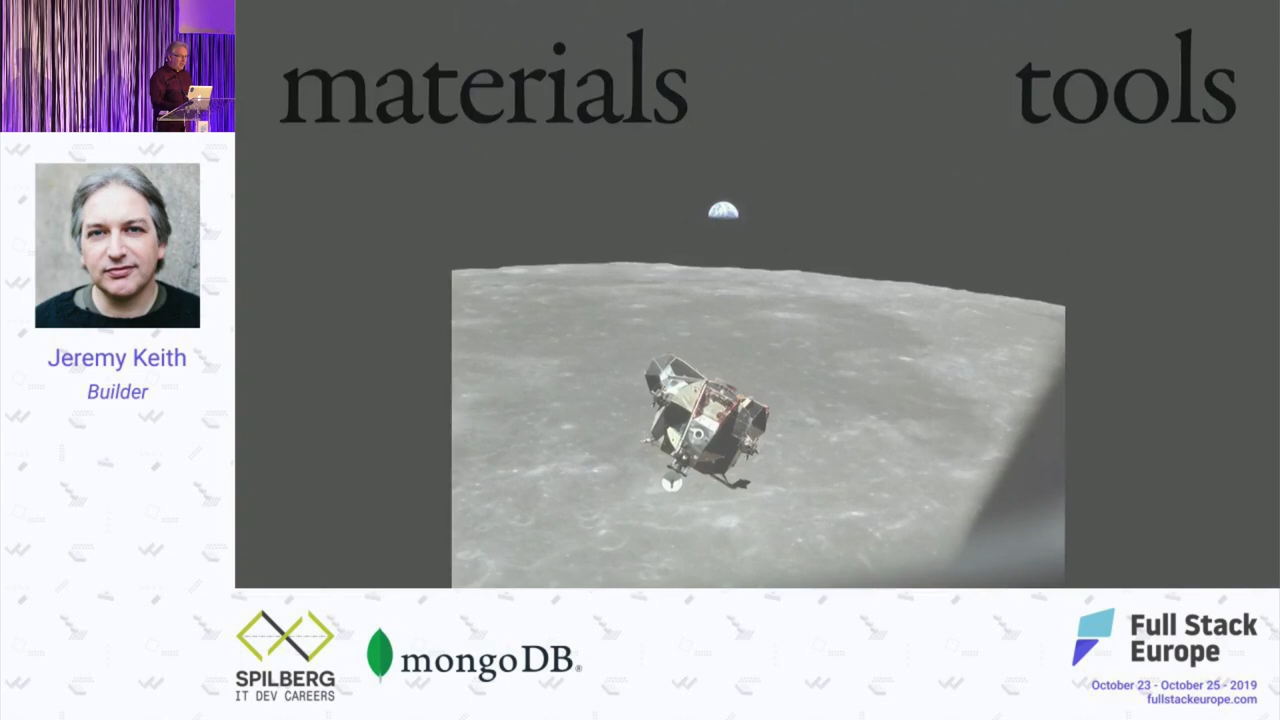 materials
tools
Jeremy Keith
Builder
SPILBERG
IT DEV CAREERS
mongoDB®
Full Stack
Europe
October 23 - October 25 - 2019
fullstackeurope.com